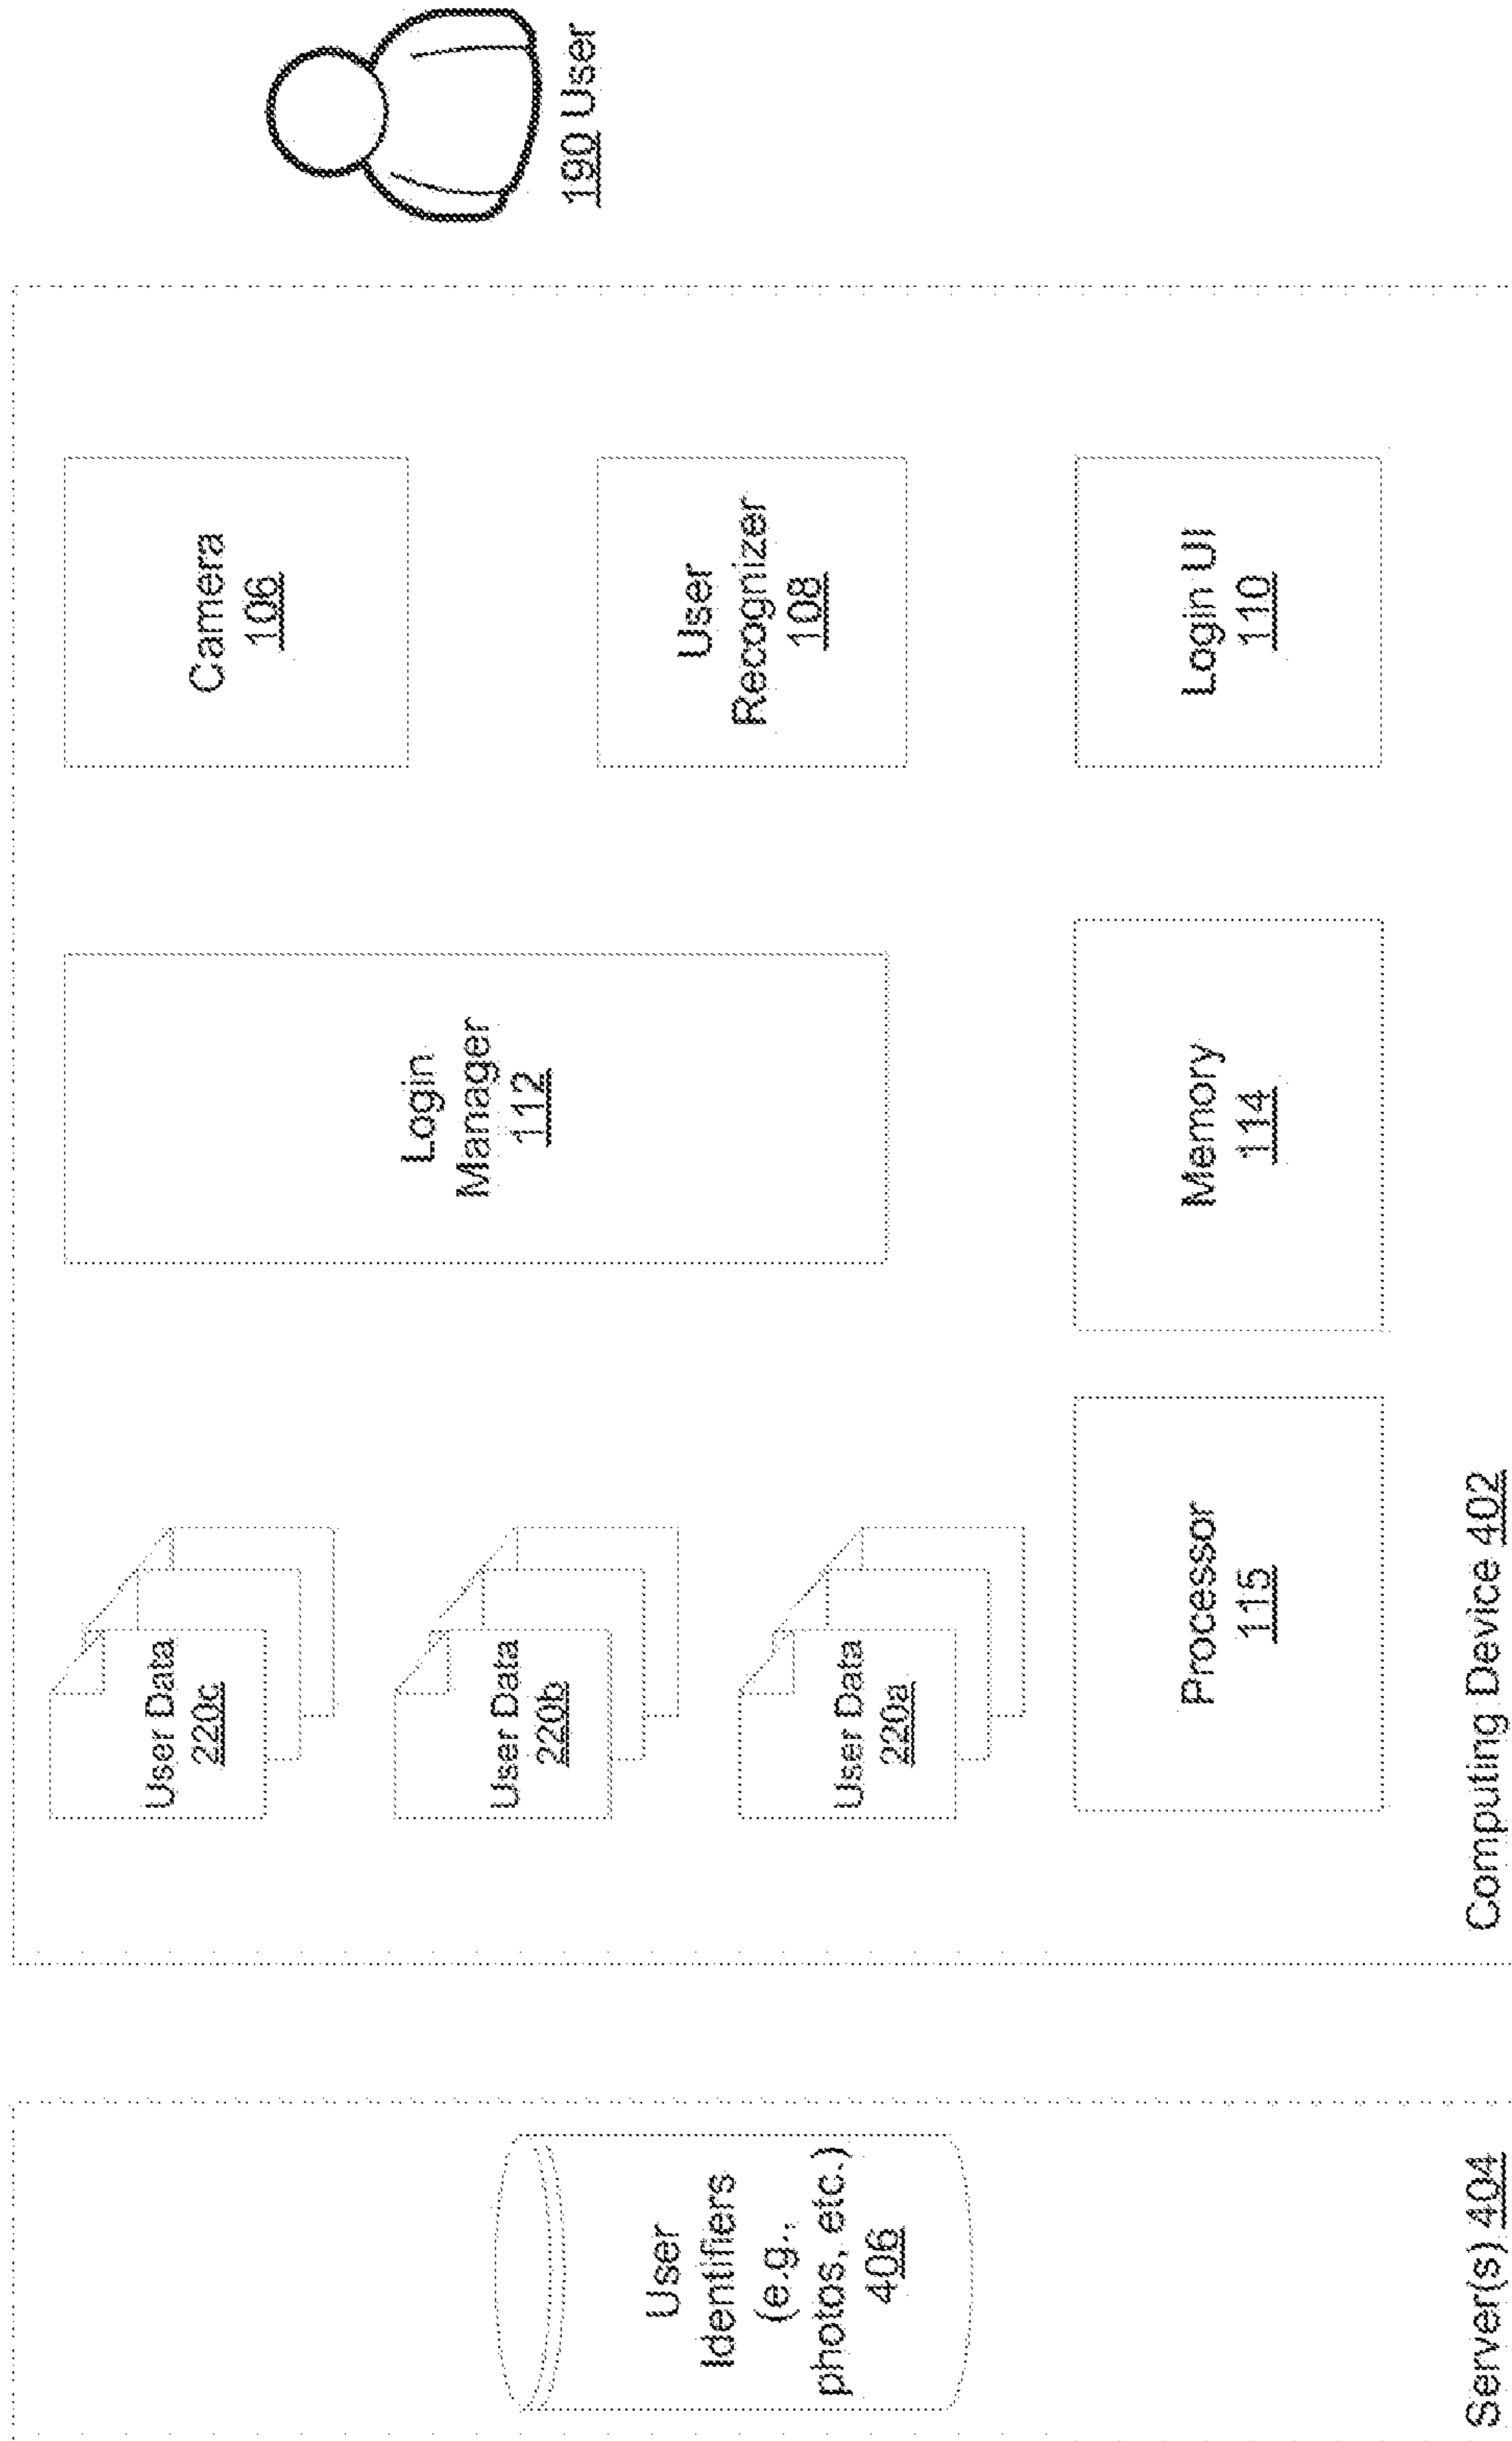 User
Identifiers
(e.g.,
photos, etc.)
406
Server(s) 404
User Data
220c
User Data
220b
User Data
220a
Processor
115
Login
Manager
112
Memory
114
Camera
106
User
Recognizer
108
Login UI
110
Computing Device 402
190 User